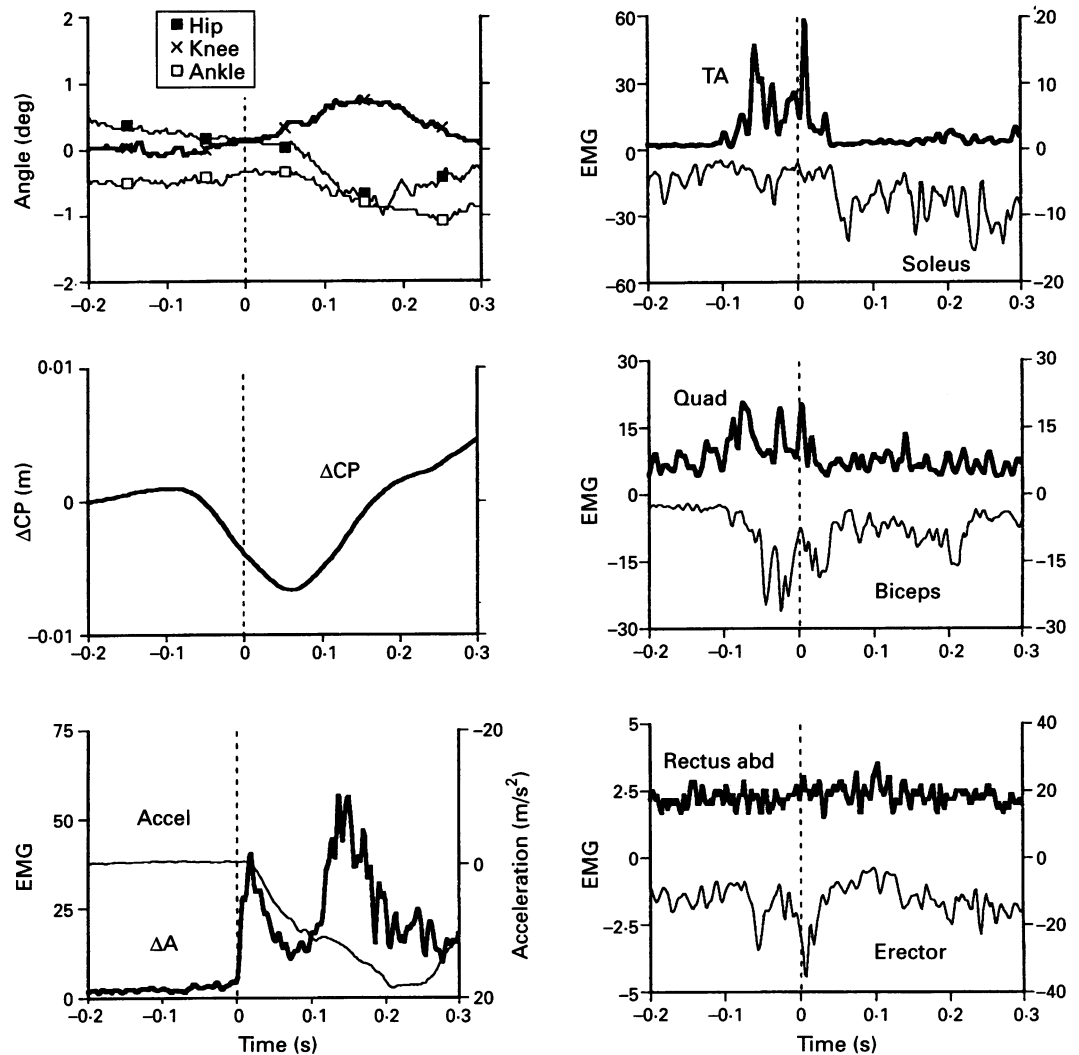 2
1
0
−1
−2
Angle (deg)
Hip
Knee
Ankle
−0·2 −0·1 0 0·1 0·2 0·3
60
30
0
−30
−60
EMG
TA
Soleus
20
10
0
−10
−20
−0·2 −0·1 0 0·1 0·2 0·3
0·01
0
−0·01
ΔCP (m)
ΔCP
−0·2 −0·1 0 0·1 0·2 0·3
30
15
0
−15
−30
EMG
Quad
Biceps
30
15
0
−15
−30
−0·2 −0·1 0 0·1 0·2 0·3
75
50
25
0
EMG
Accel
ΔA
−20
0
20
Acceleration (m/s²)
−0·2 −0·1 0 0·1 0·2 0·3
Time (s)
5
2·5
0
−2·5
−5
EMG
Rectus abd
Erector
40
20
0
−20
−40
−0·2 −0·1 0 0·1 0·2 0·3
Time (s)